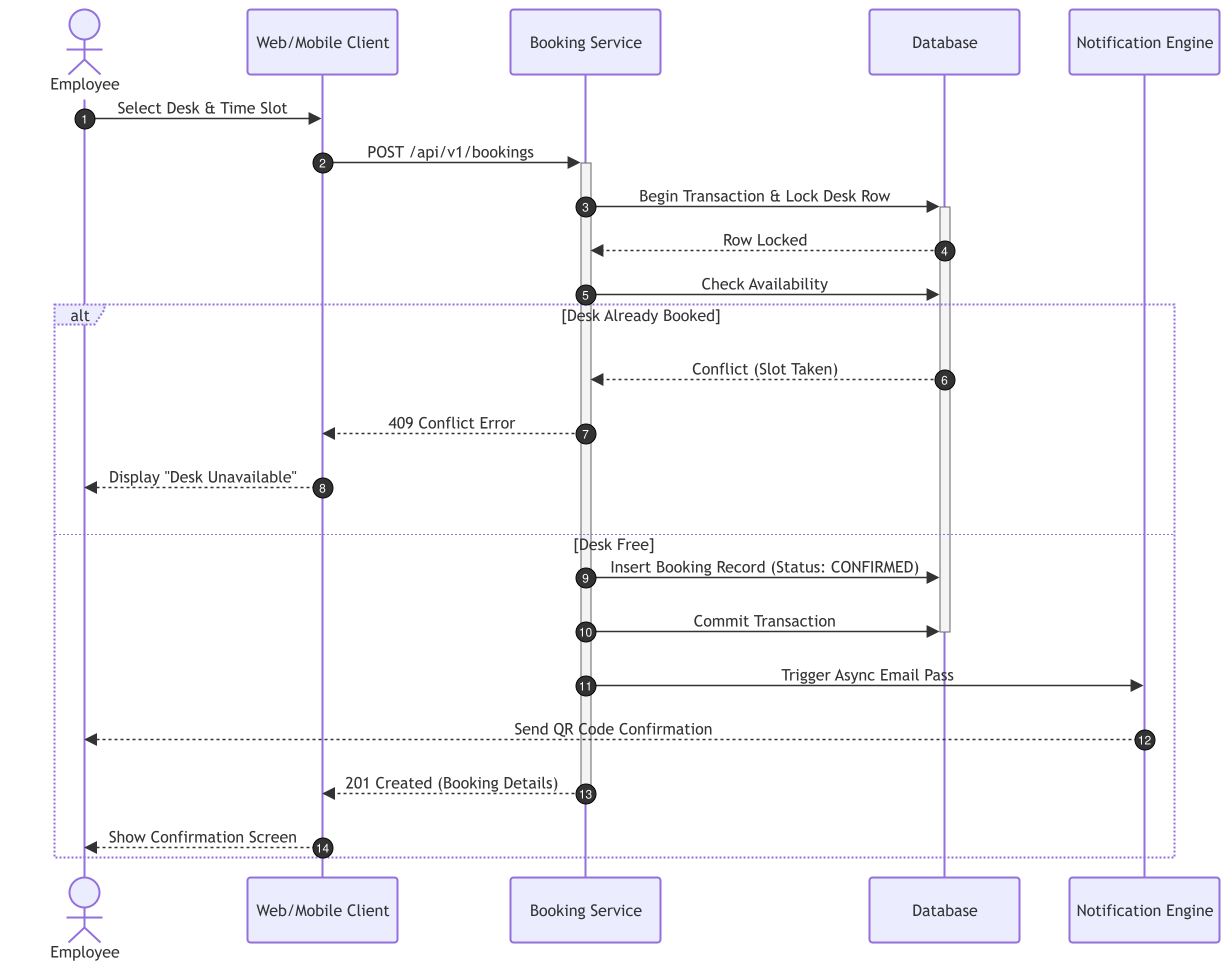 Employee
Web/Mobile Client
Booking Service
Database
Notification Engine
1
Select Desk & Time Slot
2
POST /api/v1/bookings
3
Begin Transaction & Lock Desk Row
Row Locked
4
5
Check Availability
alt
[Desk Already Booked]
Conflict (Slot Taken)
6
409 Conflict Error
7
Display "Desk Unavailable"
8
[Desk Free]
9
Insert Booking Record (Status: CONFIRMED)
10
Commit Transaction
11
Trigger Async Email Pass
Send QR Code Confirmation
12
201 Created (Booking Details)
13
Show Confirmation Screen
14
Employee
Web/Mobile Client
Booking Service
Database
Notification Engine